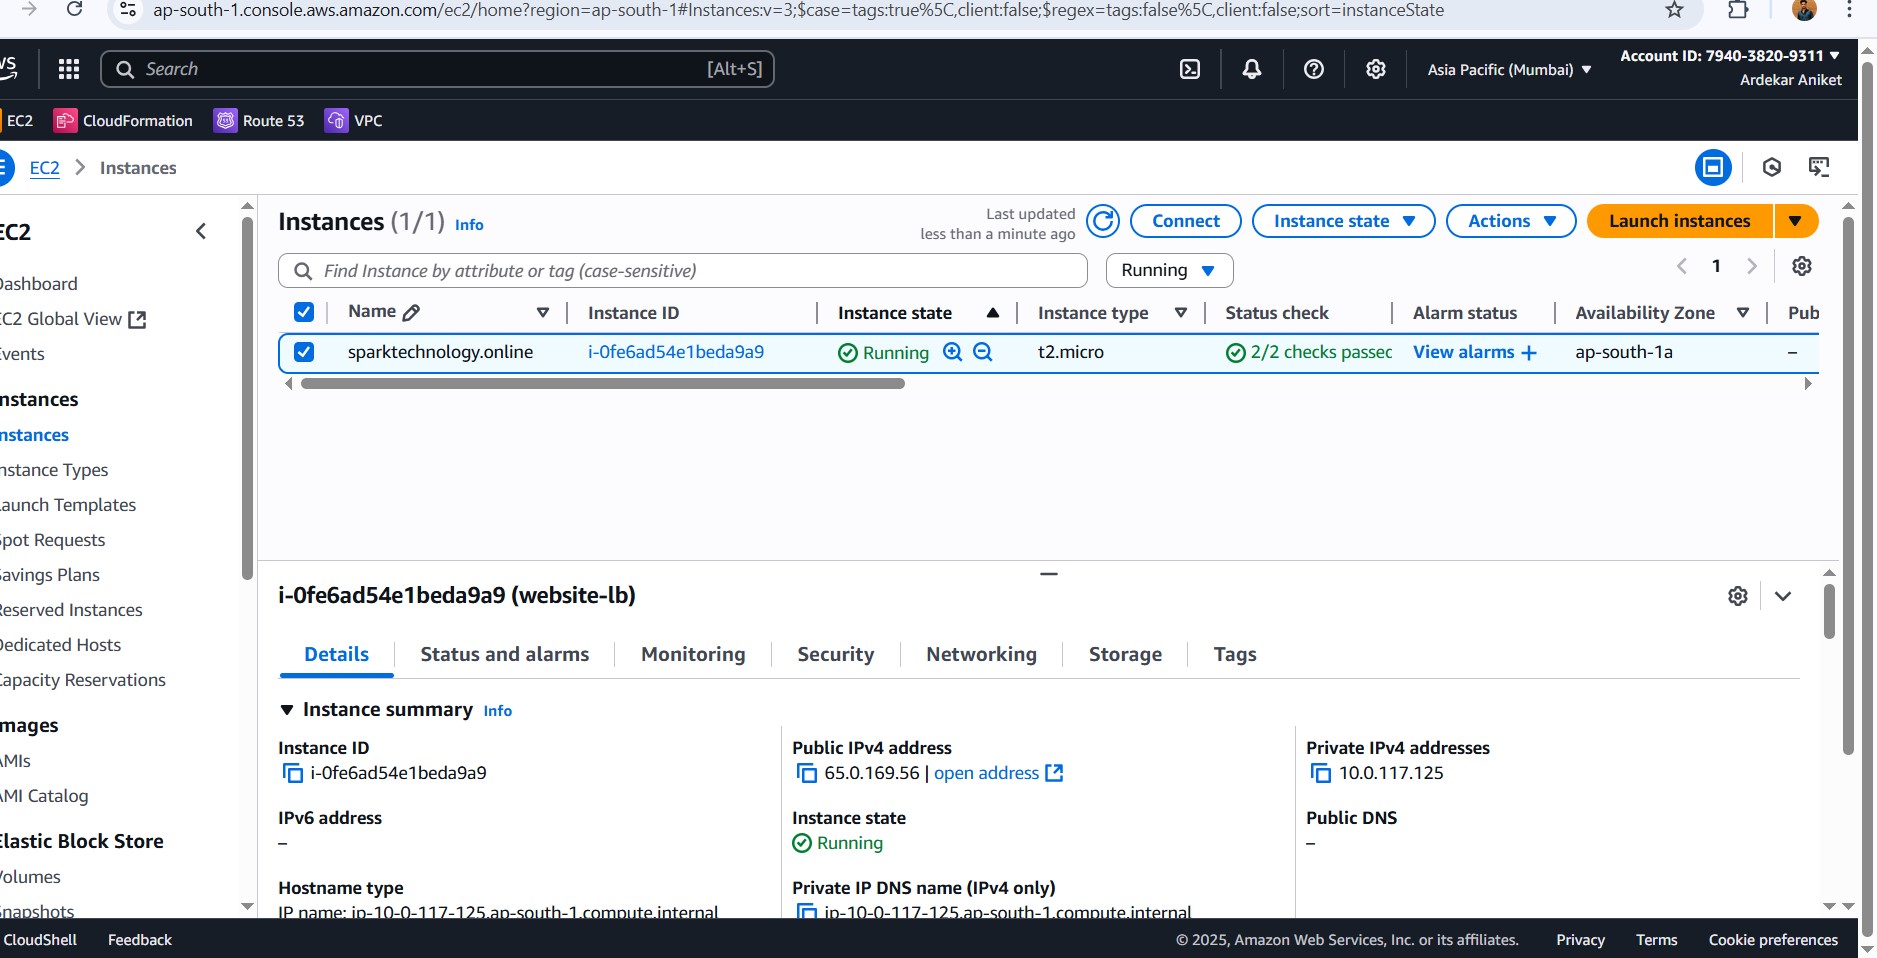 ap-south-1.console.aws.amazon.com/ec2/home?region=ap-south-1#Instances:v=3;$case=tags:true%5C,client:false;$regex=tags:false%5C,client:false;sort=instanceState
Search [Alt+S]
Asia Pacific (Mumbai)
Account ID: 7940-3820-9311
Ardekar Aniket
EC2 CloudFormation Route 53 VPC
EC2 Instances
EC2
Dashboard
EC2 Global View
Events
Instances
Instances
Instance Types
Launch Templates
Spot Requests
Savings Plans
Reserved Instances
Dedicated Hosts
Capacity Reservations
Images
AMIs
AMI Catalog
Elastic Block Store
Volumes
Snapshots
Instances (1/1) Info
Last updated
less than a minute ago
Connect Instance state Actions Launch instances
Find Instance by attribute or tag (case-sensitive)
Running
1
Name Instance ID Instance state Instance type Status check Alarm status Availability Zone Pub
sparktechnology.online i-0fe6ad54e1beda9a9 Running t2.micro 2/2 checks passec View alarms + ap-south-1a –
i-0fe6ad54e1beda9a9 (website-lb)
Details Status and alarms Monitoring Security Networking Storage Tags
Instance summary Info
Instance ID
i-0fe6ad54e1beda9a9
Public IPv4 address
65.0.169.56 | open address
Private IPv4 addresses
10.0.117.125
IPv6 address
–
Instance state
Running
Public DNS
–
Hostname type
IP name: ip-10-0-117-125.ap-south-1.compute.internal
Private IP DNS name (IPv4 only)
ip-10-0-117-125.ap-south-1.compute.internal
CloudShell Feedback
© 2025, Amazon Web Services, Inc. or its affiliates. Privacy Terms Cookie preferences